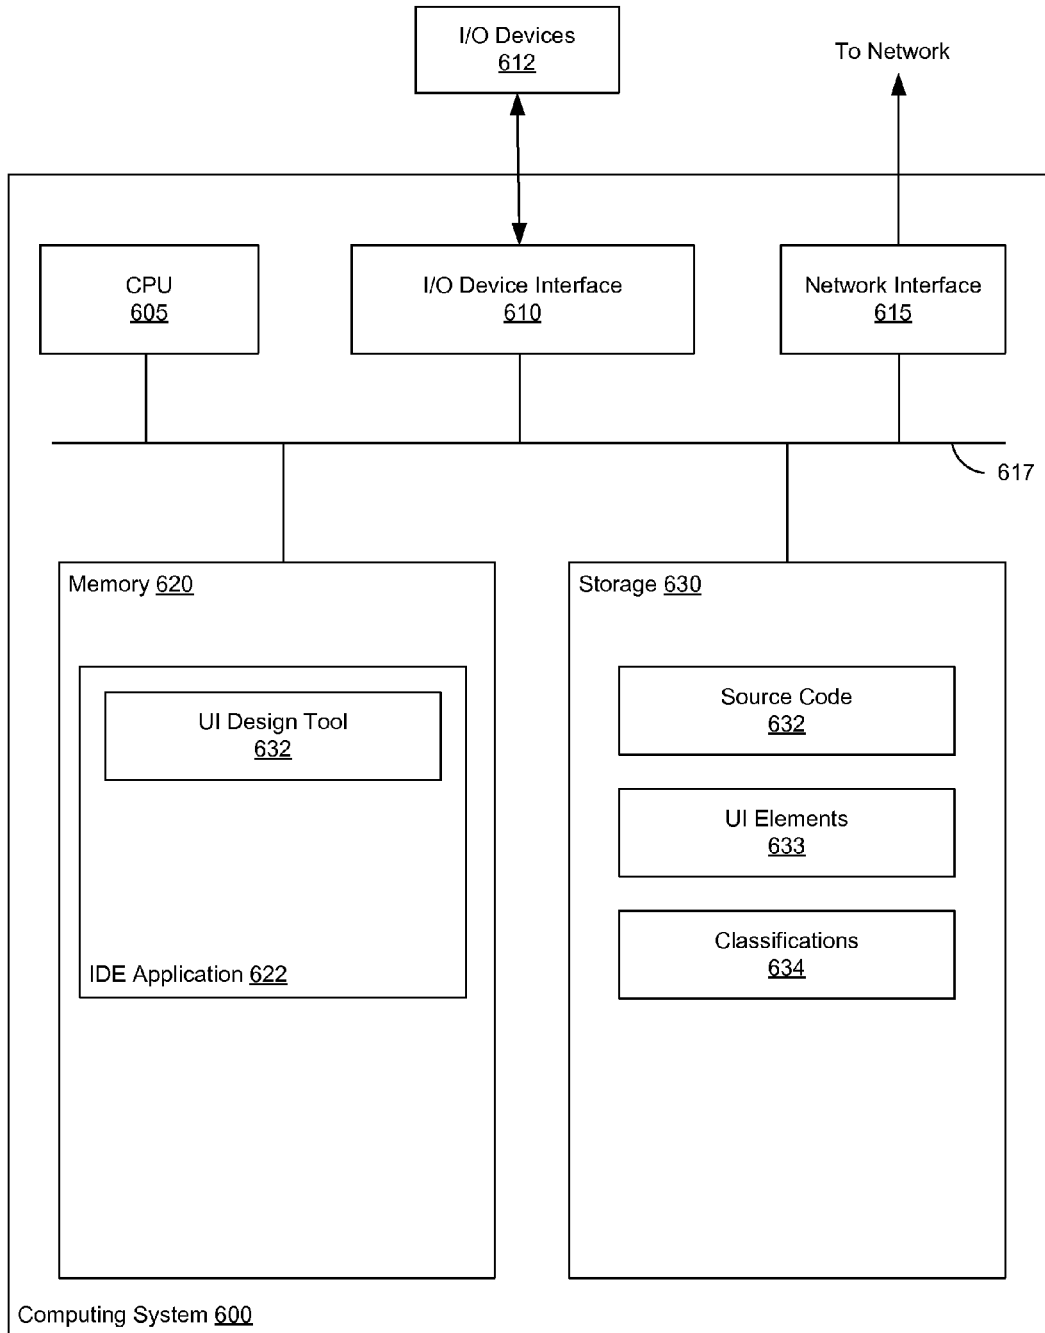 I/O Devices
612
To Network
CPU
605
I/O Device Interface
610
Network Interface
615
617
Memory 620
UI Design Tool
632
IDE Application 622
Storage 630
Source Code
632
UI Elements
633
Classifications
634
Computing System 600